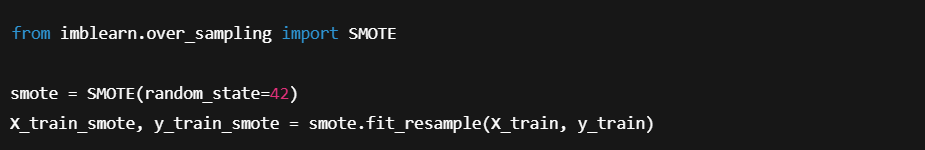 from imblearn.over_sampling import SMOTE
smote = SMOTE(random_state=42)
X_train_smote, y_train_smote = smote.fit_resample(X_train, y_train)